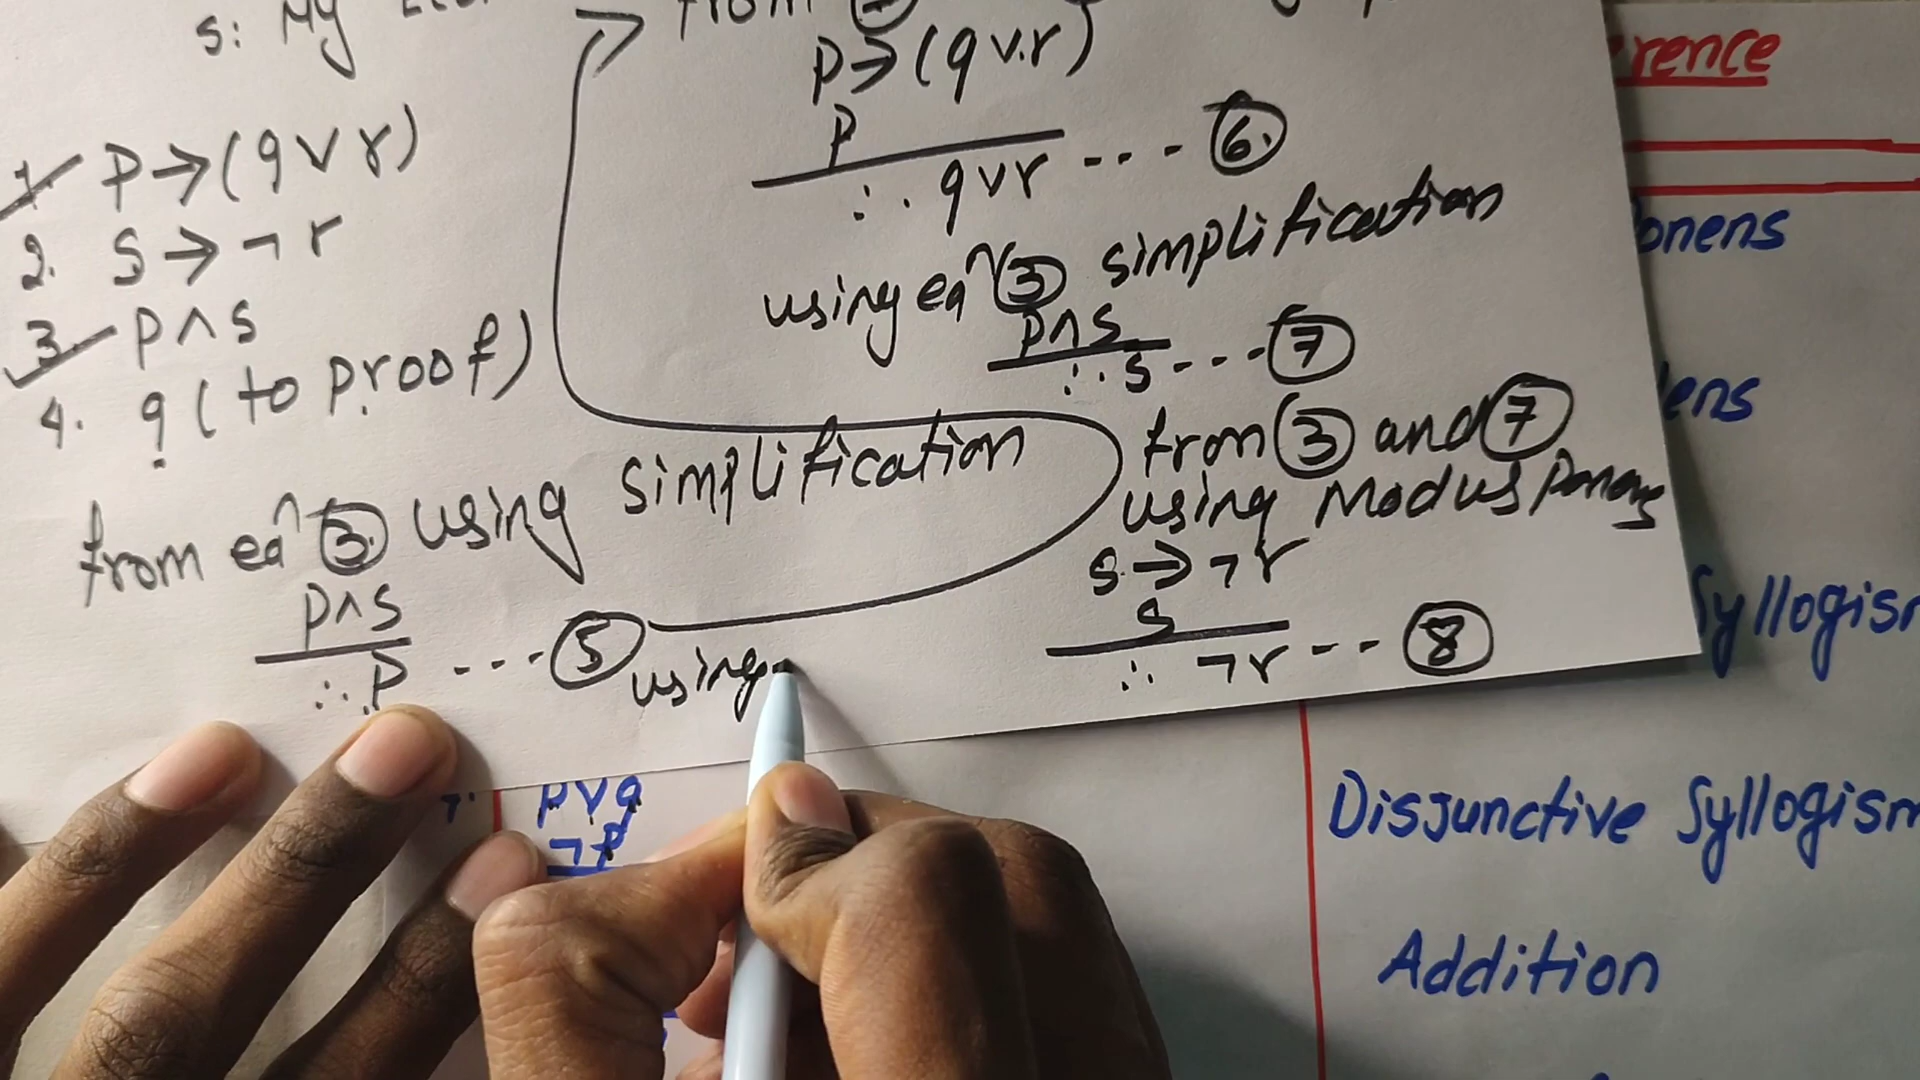 s: My
1. p→(q∨r)
2. s→¬r
3. p∧s
4. q (to proof)
from eqⁿ ③ using simplification
p∧s
∴ p ---- ⑤
using
from
p→(q∨r)
p
∴ q∨r ---- ⑥
using eqⁿ ③ simplification
p∧s
∴ s ---- ⑦
from ③ and ⑦
using Modus Ponens
s→¬r
s
∴ ¬r --- ⑧
p∨q
¬p
rence
onens
ens
Syllogism
Disjunctive Syllogism
Addition